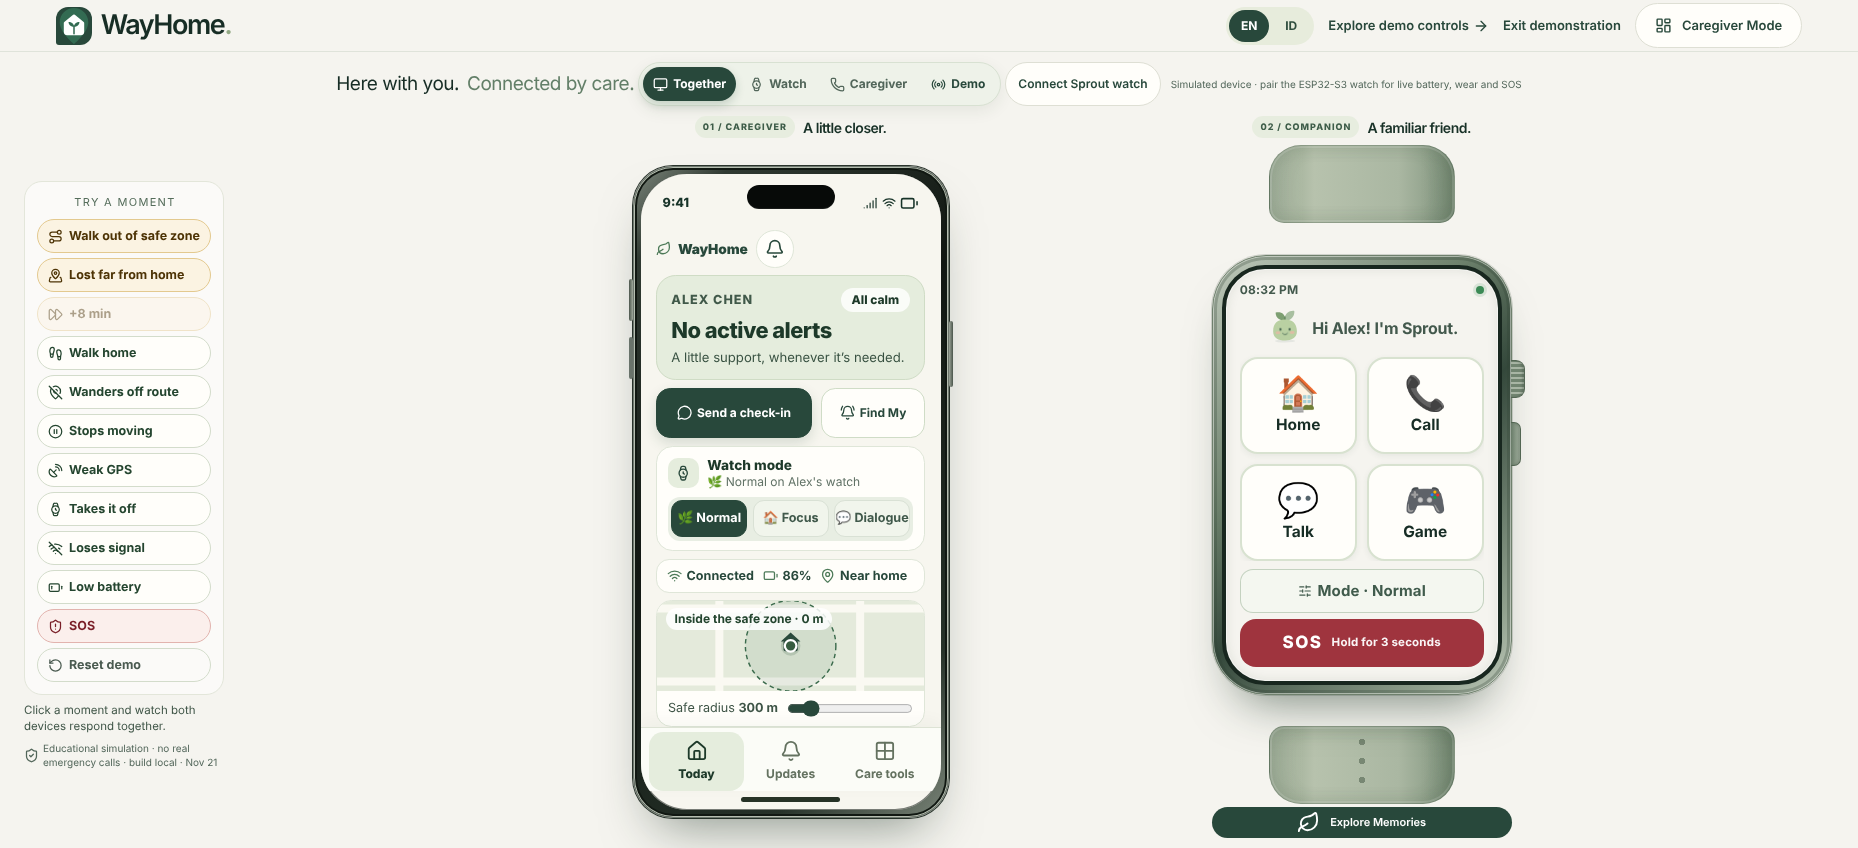 WayHome.
EN ID Explore demo controls → Exit demonstration Caregiver Mode
Here with you. Connected by care. Together Watch Caregiver Demo Connect Sprout watch Simulated device · pair the ESP32-S3 watch for live battery, wear and SOS
01 / CAREGIVER A little closer.
02 / COMPANION A familiar friend.
TRY A MOMENT
Walk out of safe zone
Lost far from home
+8 min
Walk home
Wanders off route
Stops moving
Weak GPS
Takes it off
Loses signal
Low battery
SOS
Reset demo
Click a moment and watch both
devices respond together.
Educational simulation · no real
emergency calls · build local · Nov 21
9:41
WayHome
ALEX CHEN All calm
No active alerts
A little support, whenever it’s needed.
Send a check-in Find My
Watch mode
🌿 Normal on Alex's watch
🌿 Normal 🏠 Focus 💬 Dialogue
Connected 86% Near home
Inside the safe zone · 0 m
Safe radius 300 m
Today Updates Care tools
08:32 PM
Hi Alex! I'm Sprout.
Home Call
Talk Game
Mode · Normal
SOS Hold for 3 seconds
Explore Memories